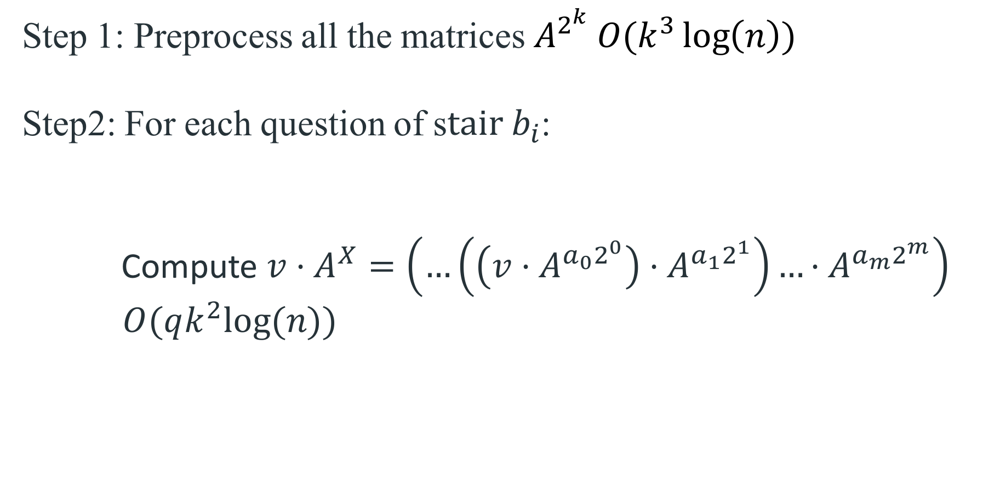 Step 1: Preprocess all the matrices $A^{2^k}$ $O(k^3 \log(n))$
Step2: For each question of stair $b_i$:
Compute $v \cdot A^X = \left(\ldots\left(\left(v \cdot A^{a_0 2^0}\right) \cdot A^{a_1 2^1}\right) \ldots \cdot A^{a_m 2^m}\right)$
$O(qk^2\log(n))$